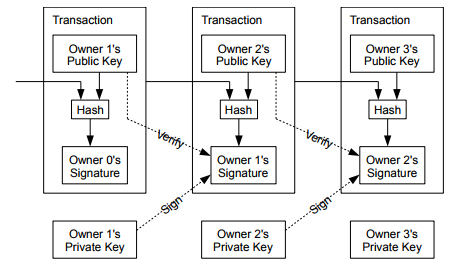 Transaction
Owner 1's
Public Key
Hash
Owner 0's
Signature
Verify
Sign
Owner 1's
Private Key
Transaction
Owner 2's
Public Key
Hash
Owner 1's
Signature
Verify
Sign
Owner 2's
Private Key
Transaction
Owner 3's
Public Key
Hash
Owner 2's
Signature
Owner 3's
Private Key